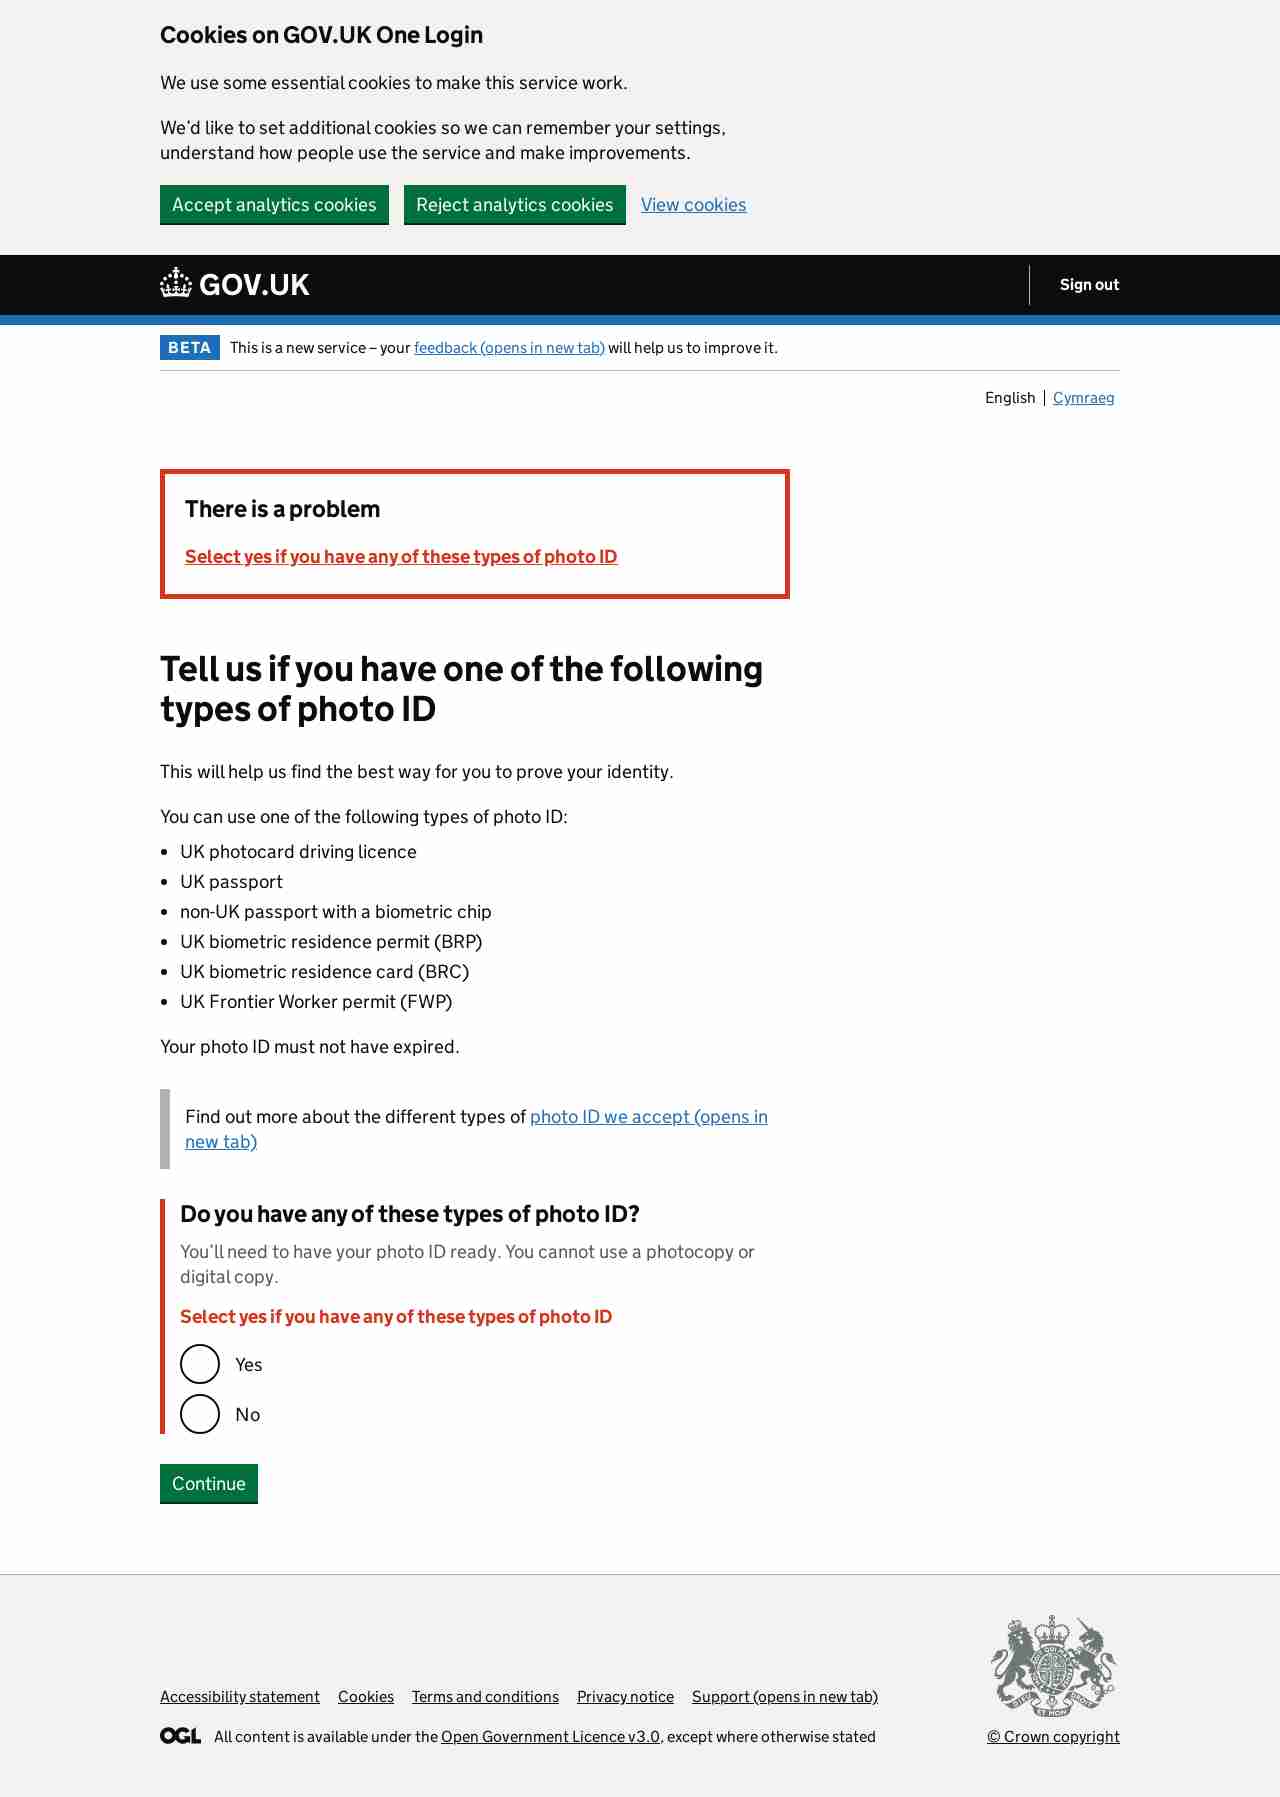 Cookies on GOV.UK One Login
We use some essential cookies to make this service work.
We’d like to set additional cookies so we can remember your settings,
understand how people use the service and make improvements.
Accept analytics cookies Reject analytics cookies View cookies
GOV.UK Sign out
BETA This is a new service – your feedback (opens in new tab) will help us to improve it.
English Cymraeg
There is a problem
Select yes if you have any of these types of photo ID
Tell us if you have one of the following
types of photo ID
This will help us find the best way for you to prove your identity.
You can use one of the following types of photo ID:
• UK photocard driving licence
• UK passport
• non-UK passport with a biometric chip
• UK biometric residence permit (BRP)
• UK biometric residence card (BRC)
• UK Frontier Worker permit (FWP)
Your photo ID must not have expired.
Find out more about the different types of photo ID we accept (opens in
new tab)
Do you have any of these types of photo ID?
You’ll need to have your photo ID ready. You cannot use a photocopy or
digital copy.
Select yes if you have any of these types of photo ID
Yes
No
Continue
Accessibility statement Cookies Terms and conditions Privacy notice Support (opens in new tab)
OGL All content is available under the Open Government Licence v3.0, except where otherwise stated
© Crown copyright